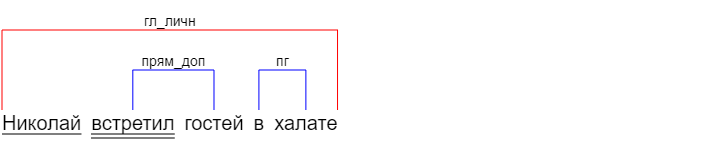 гл_личн
прям_доп пг
Николай встретил гостей в халате